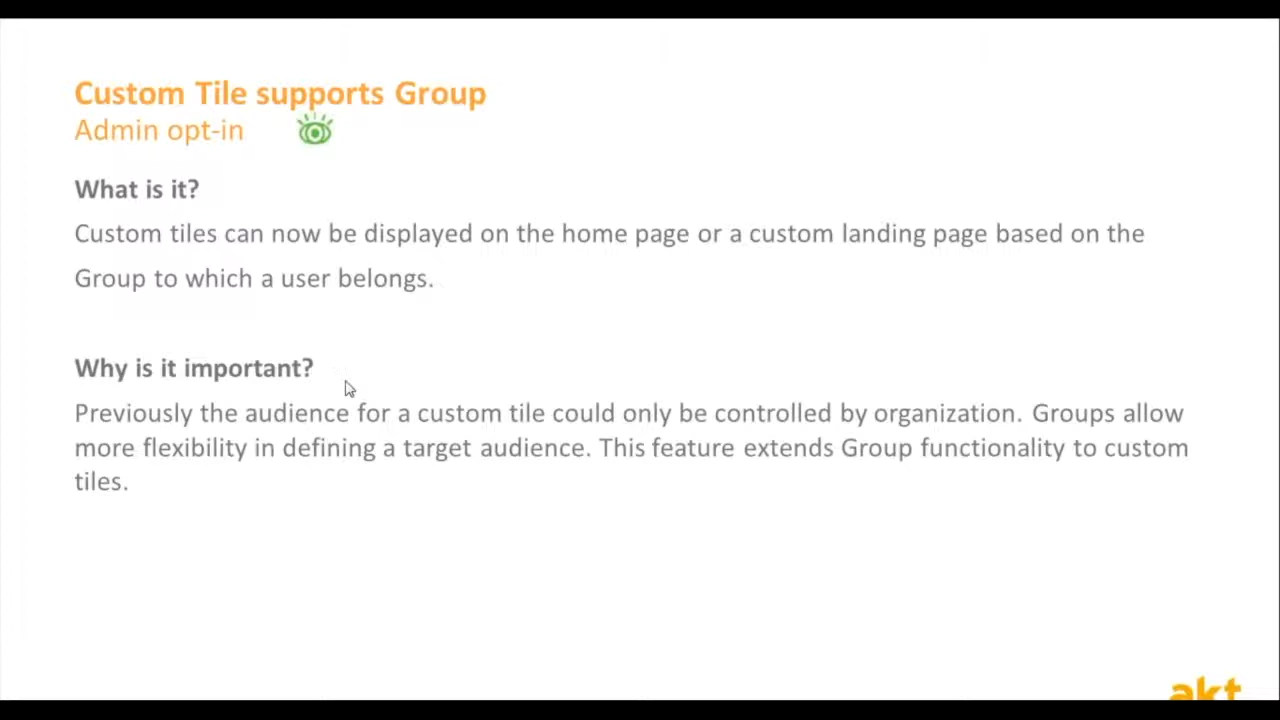 Custom Tile supports Group
Admin opt-in
What is it?
Custom tiles can now be displayed on the home page or a custom landing page based on the
Group to which a user belongs.
Why is it important?
Previously the audience for a custom tile could only be controlled by organization. Groups allow
more flexibility in defining a target audience. This feature extends Group functionality to custom
tiles.
akt